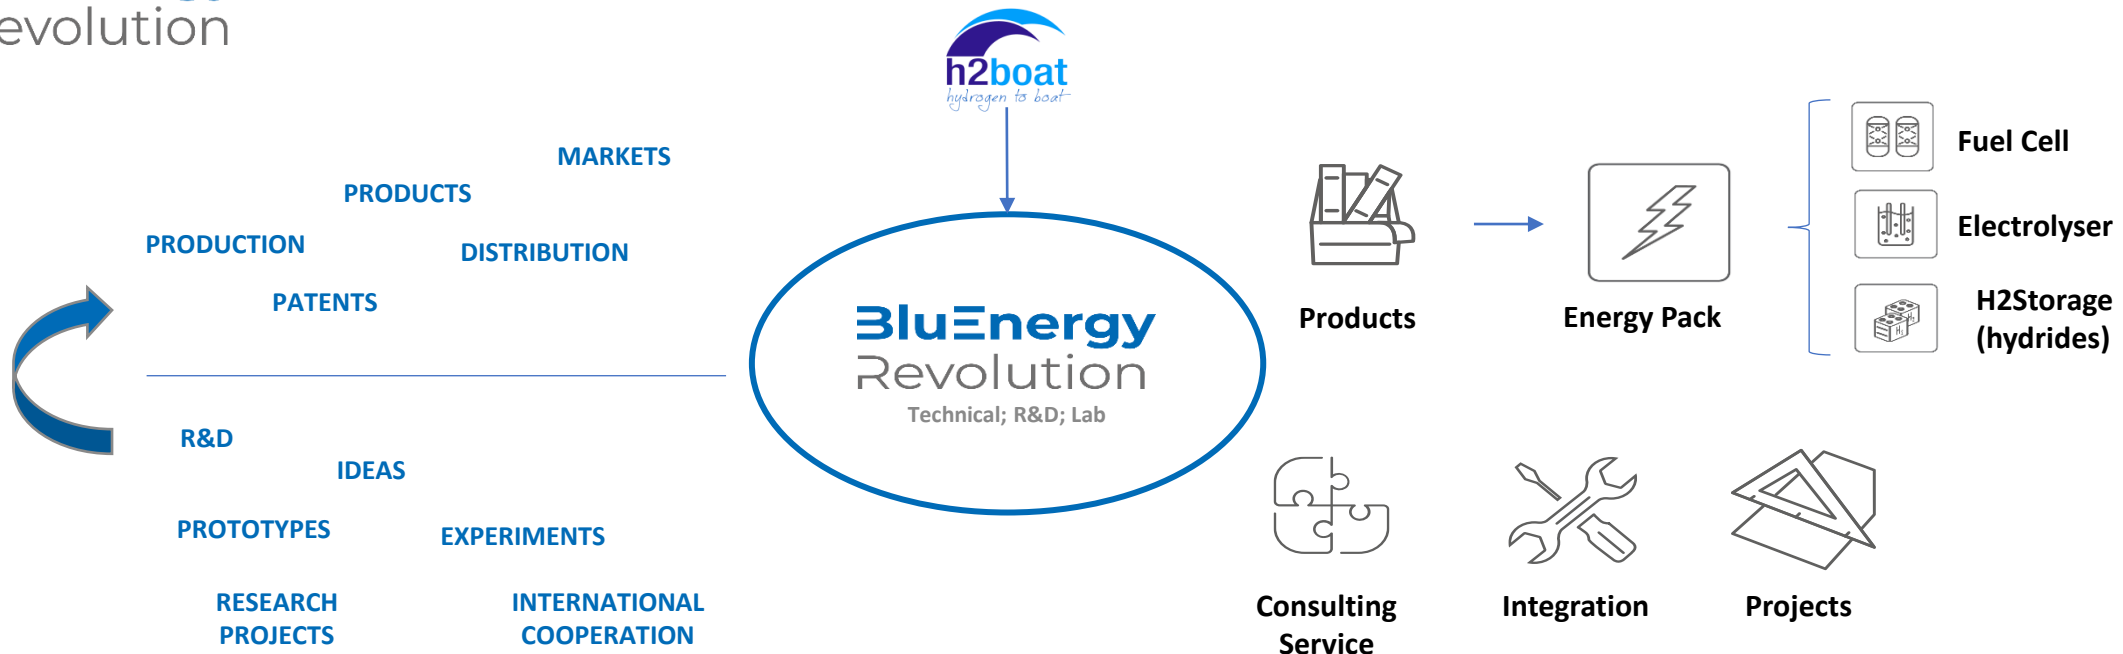 evolution
h2boat
hydrogen to boat
MARKETS
PRODUCTS
PRODUCTION
DISTRIBUTION
PATENTS
R&D
IDEAS
PROTOTYPES
EXPERIMENTS
RESEARCH
PROJECTS
INTERNATIONAL
COOPERATION
BluEnergy
Revolution
Technical; R&D; Lab
Products
Energy Pack
Fuel Cell
Electrolyser
H2Storage
(hydrides)
Consulting
Service
Integration
Projects